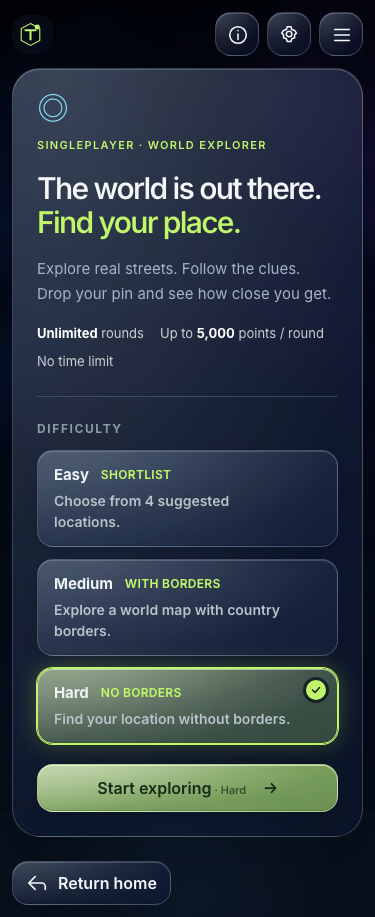 T
SINGLEPLAYER · WORLD EXPLORER
The world is out there.
Find your place.
Explore real streets. Follow the clues.
Drop your pin and see how close you get.
Unlimited rounds Up to 5,000 points / round
No time limit
DIFFICULTY
Easy SHORTLIST
Choose from 4 suggested
locations.
Medium WITH BORDERS
Explore a world map with country
borders.
Hard NO BORDERS
Find your location without borders.
Start exploring · Hard →
Return home